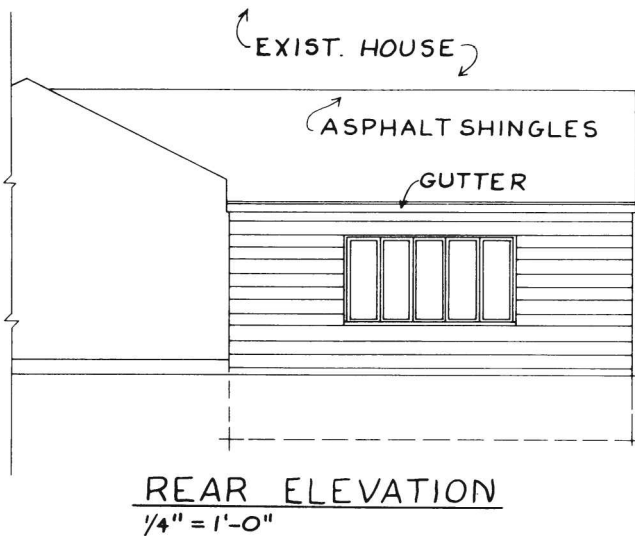 EXIST. HOUSE
ASPHALT SHINGLES
GUTTER
REAR ELEVATION
1/4" = 1'-0"